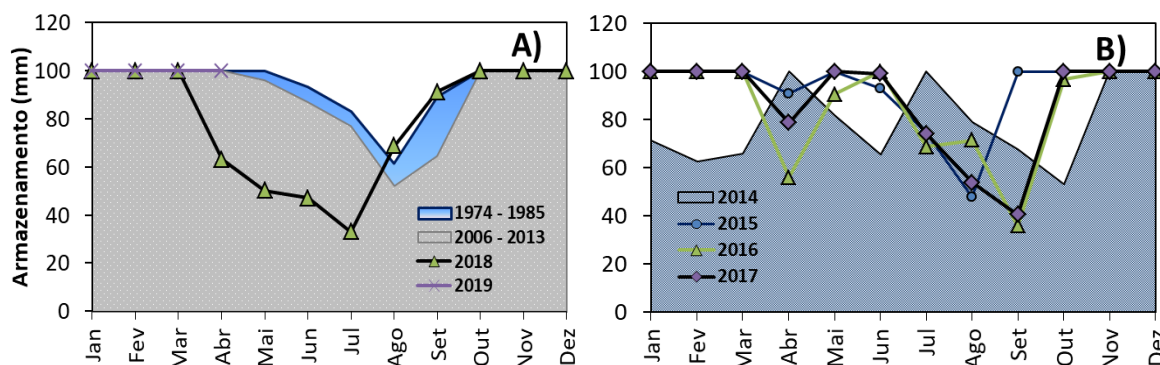 A)
Armazenamento (mm)
120
100
80
60
40
20
0
1974 - 1985
2006 - 2013
2018
2019
Jan
Fev
Mar
Abr
Mai
Jun
Jul
Ago
Set
Out
Nov
Dez
B)
120
100
80
60
40
20
0
2014
2015
2016
2017
Jan
Fev
Mar
Abr
Mai
Jun
Jul
Ago
Set
Out
Nov
Dez